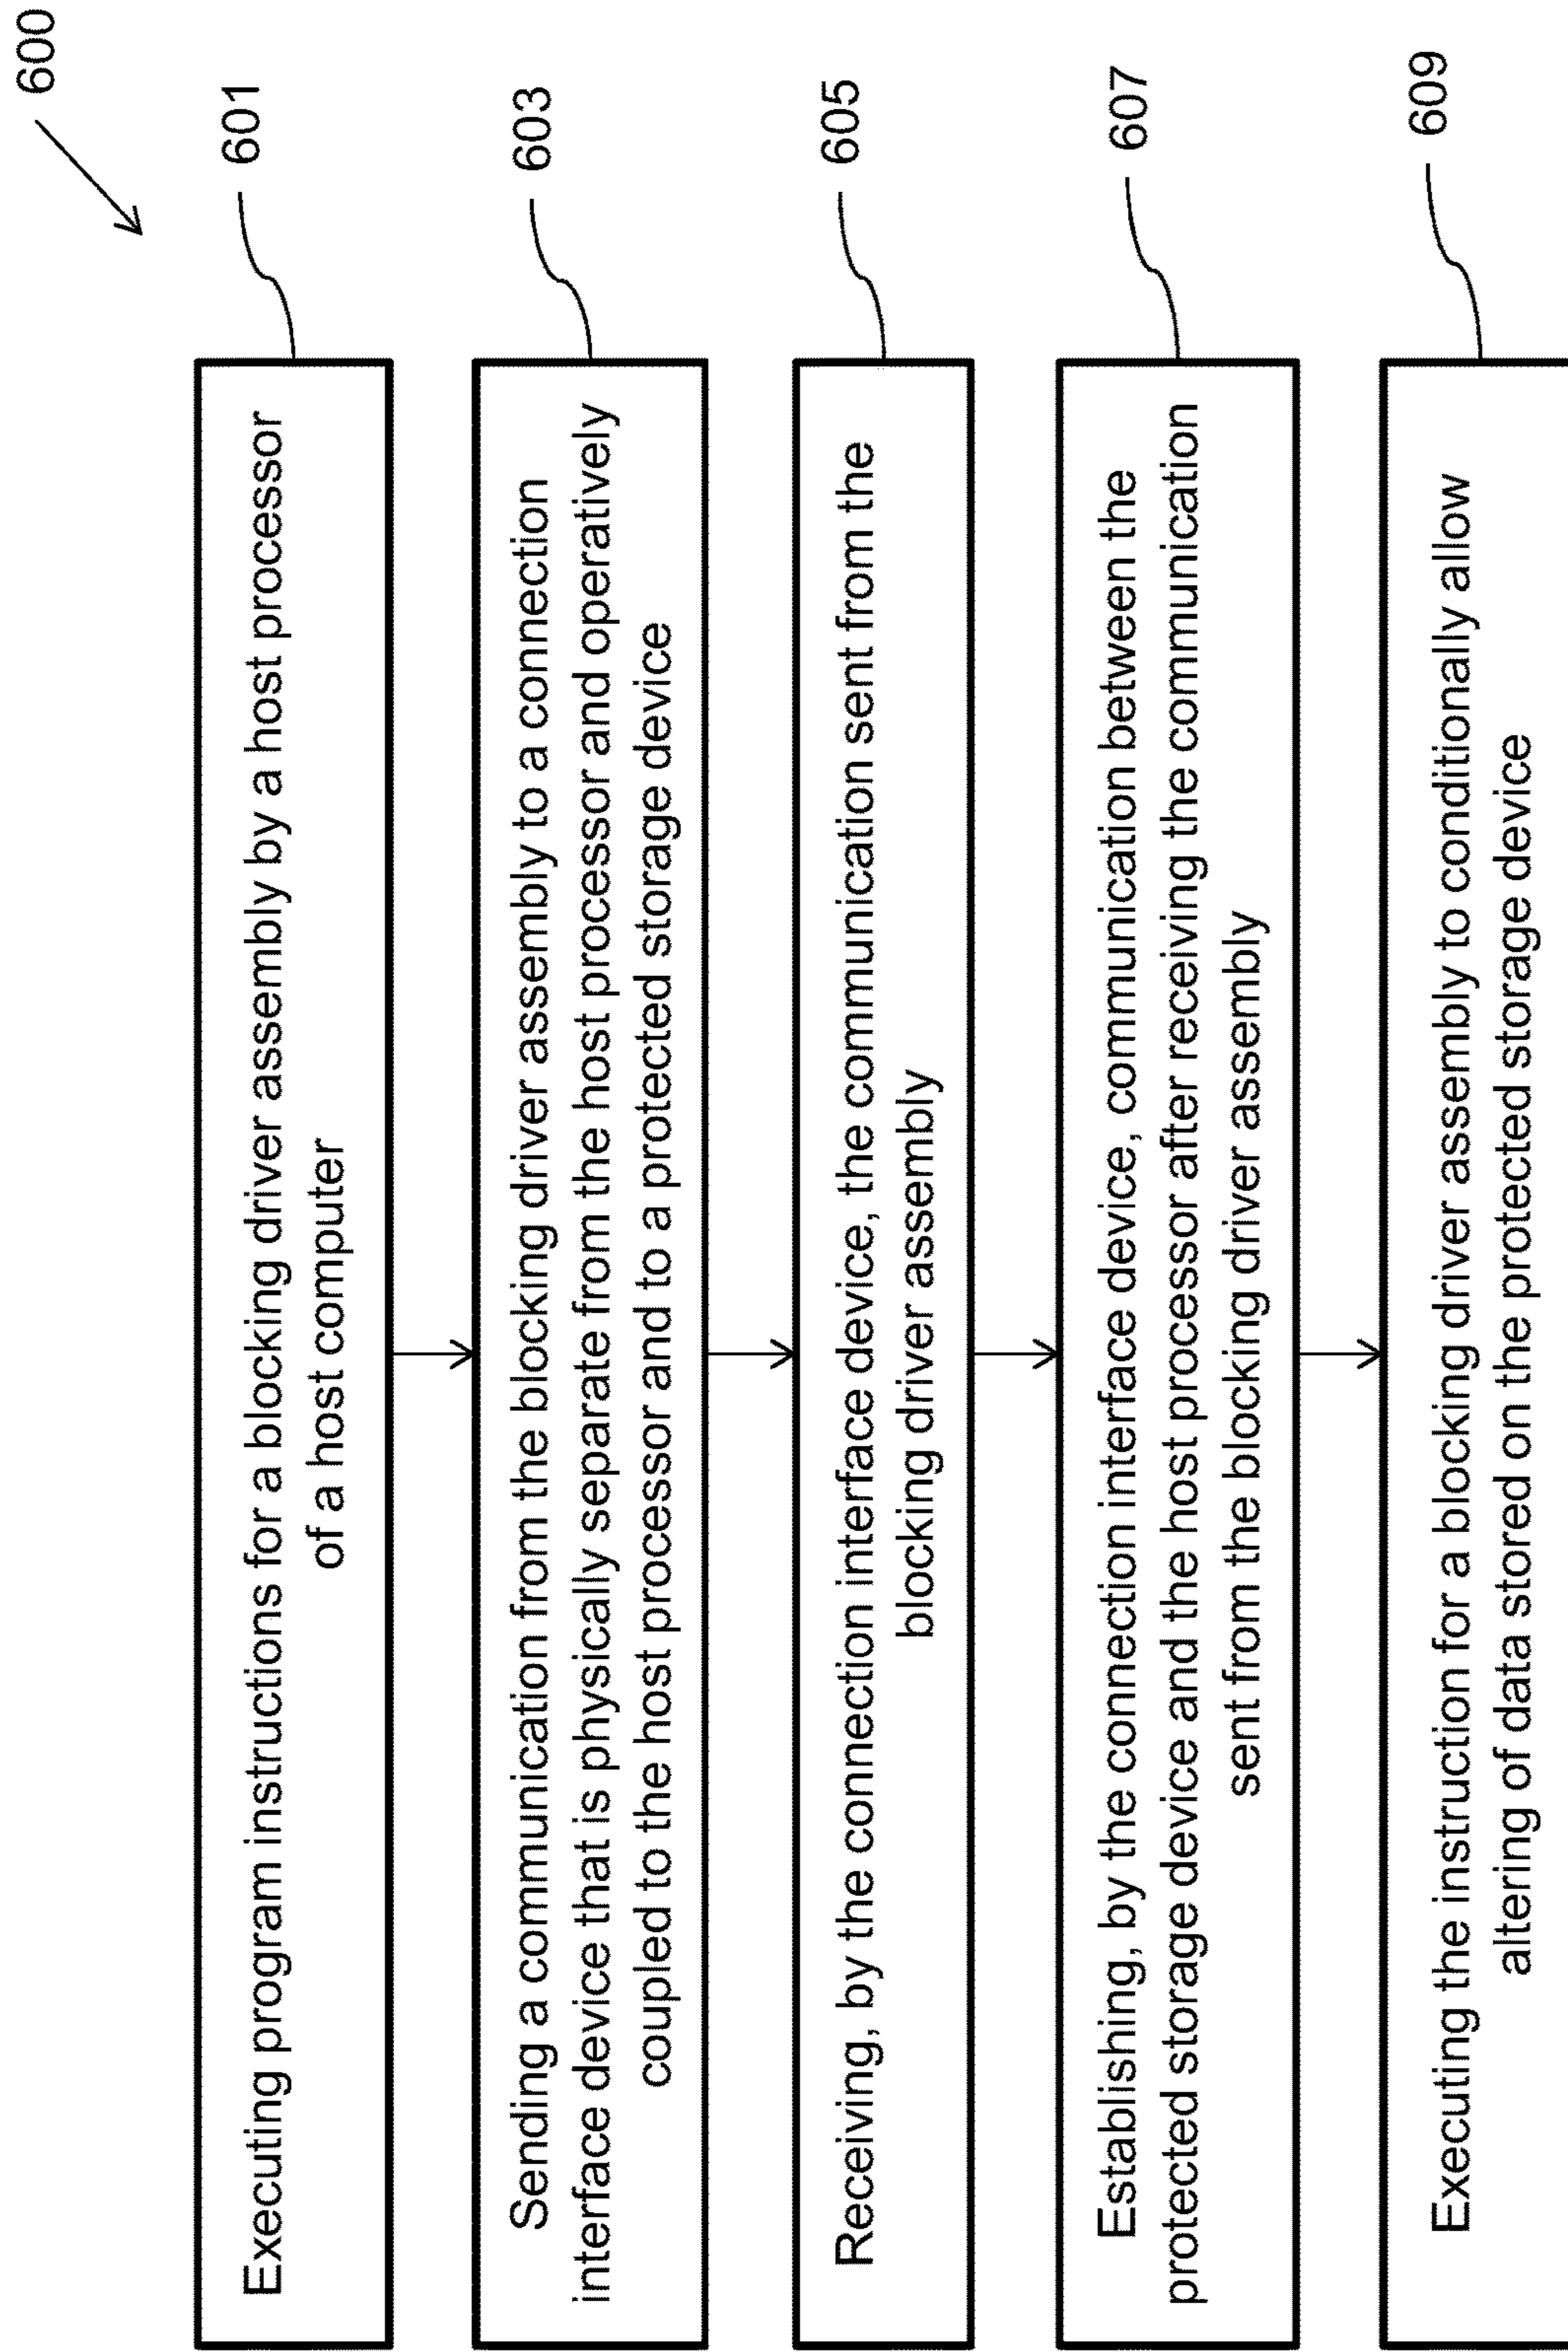 600
Executing program instructions for a blocking driver assembly by a host processor
of a host computer
601
Sending a communication from the blocking driver assembly to a connection
interface device that is physically separate from the host processor and operatively
coupled to the host processor and to a protected storage device
603
Receiving, by the connection interface device, the communication sent from the
blocking driver assembly
605
Establishing, by the connection interface device, communication between the
protected storage device and the host processor after receiving the communication
sent from the blocking driver assembly
607
Executing the instruction for a blocking driver assembly to conditionally allow
altering of data stored on the protected storage device
609